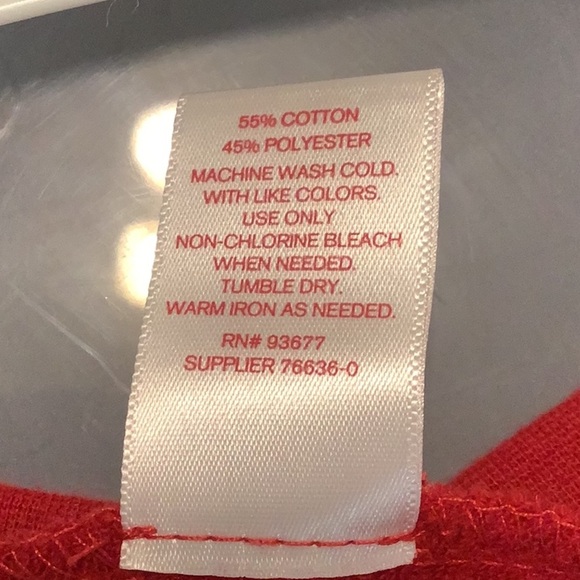 55% COTTON
45% POLYESTER
MACHINE WASH COLD.
WITH LIKE COLORS.
USE ONLY
NON-CHLORINE BLEACH
WHEN NEEDED.
TUMBLE DRY.
WARM IRON AS NEEDED.
RN# 93677
SUPPLIER 76636-0